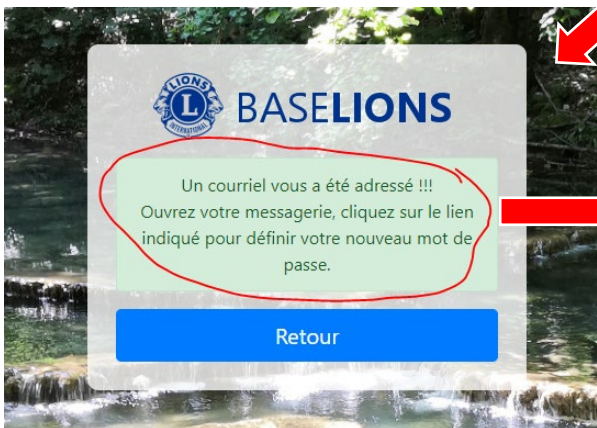 LIONS
L
INTERNATIONAL
BASELIONS
Un courriel vous a été adressé !!!
Ouvrez votre messagerie, cliquez sur le lien
indiqué pour définir votre nouveau mot de
passe.
Retour